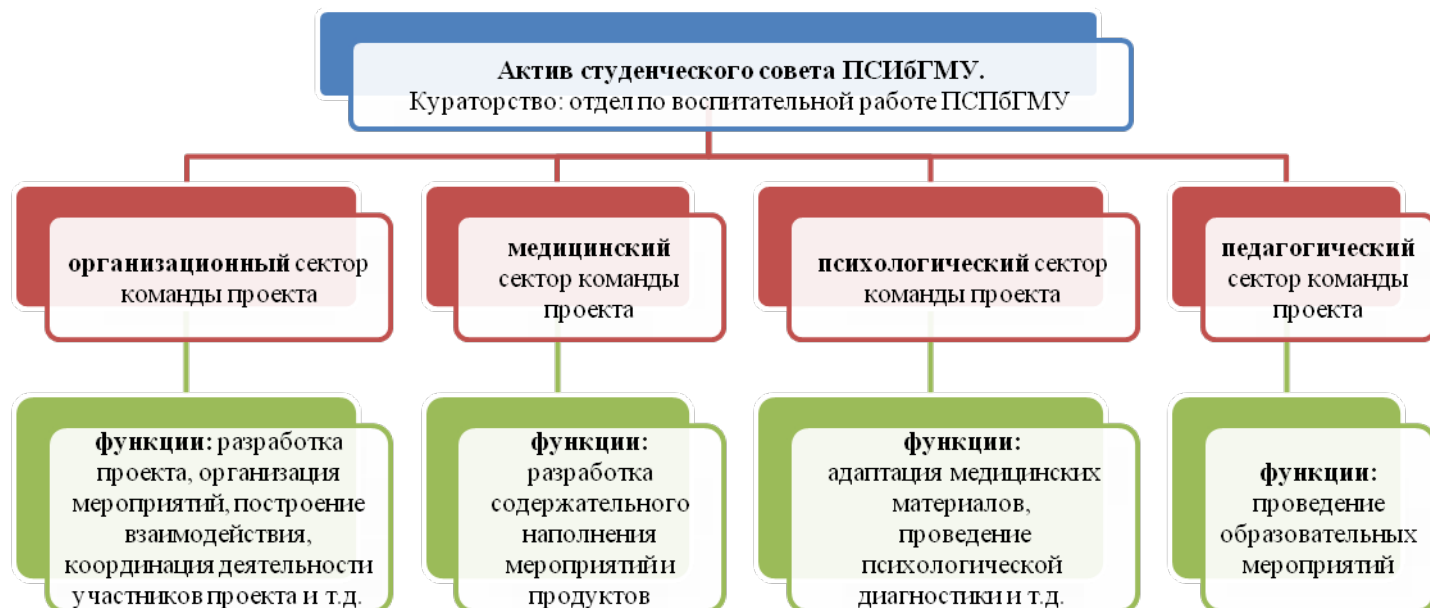 Актив студенческого совета ПСИбГМУ.
Кураторство: отдел по воспитательной работе ПСПбГМУ
организационный сектор
команды проекта
медицинский
сектор команды
проекта
психологический сектор
команды проекта
педагогический
сектор команды
проекта
функции: разработка
проекта, организация
мероприятий, построение
взаимодействия,
координация деятельности
участников проекта и т.д.
функции:
разработка
содержательного
наполнения
мероприятий и
продуктов
функции:
адаптация медицинских
материалов,
проведение
психологической
диагностики и т.д.
функции:
проведение
образовательных
мероприятий